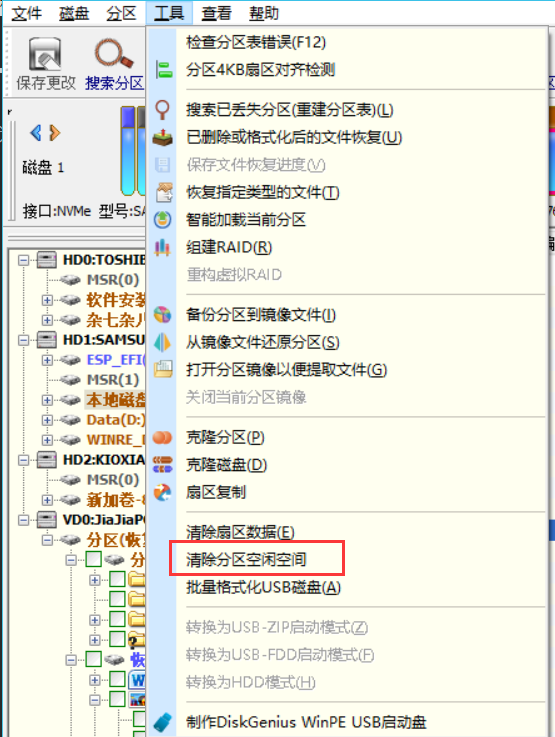 文件 磁盘 分区 工具 查看 帮助
保存更改 搜索分区
磁盘 1
接口:NVMe 型号:SA
HD0:TOSHIB
MSR(0)
软件安装
杂七杂八
HD1:SAMSU
ESP_EFI(
MSR(1)
本地磁盘
Data(D:)
WINRE_D
HD2:KIOXIA
MSR(0)
新加卷-8
VD0:JiaJiaPC
分区(恢
分
恢
检查分区表错误(F12)
分区4KB扇区对齐检测
搜索已丢失分区(重建分区表)(L)
已删除或格式化后的文件恢复(U)
保存文件恢复进度(V)
恢复指定类型的文件(T)
智能加载当前分区
组建RAID(R)
重构虚拟RAID
备份分区到镜像文件(I)
从镜像文件还原分区(S)
打开分区镜像以便提取文件(G)
关闭当前分区镜像
克隆分区(P)
克隆磁盘(D)
扇区复制
清除扇区数据(E)
清除分区空闲空间
批量格式化USB磁盘(A)
转换为USB-ZIP启动模式(Z)
转换为USB-FDD启动模式(F)
转换为HDD模式(H)
制作DiskGenius WinPE USB启动盘